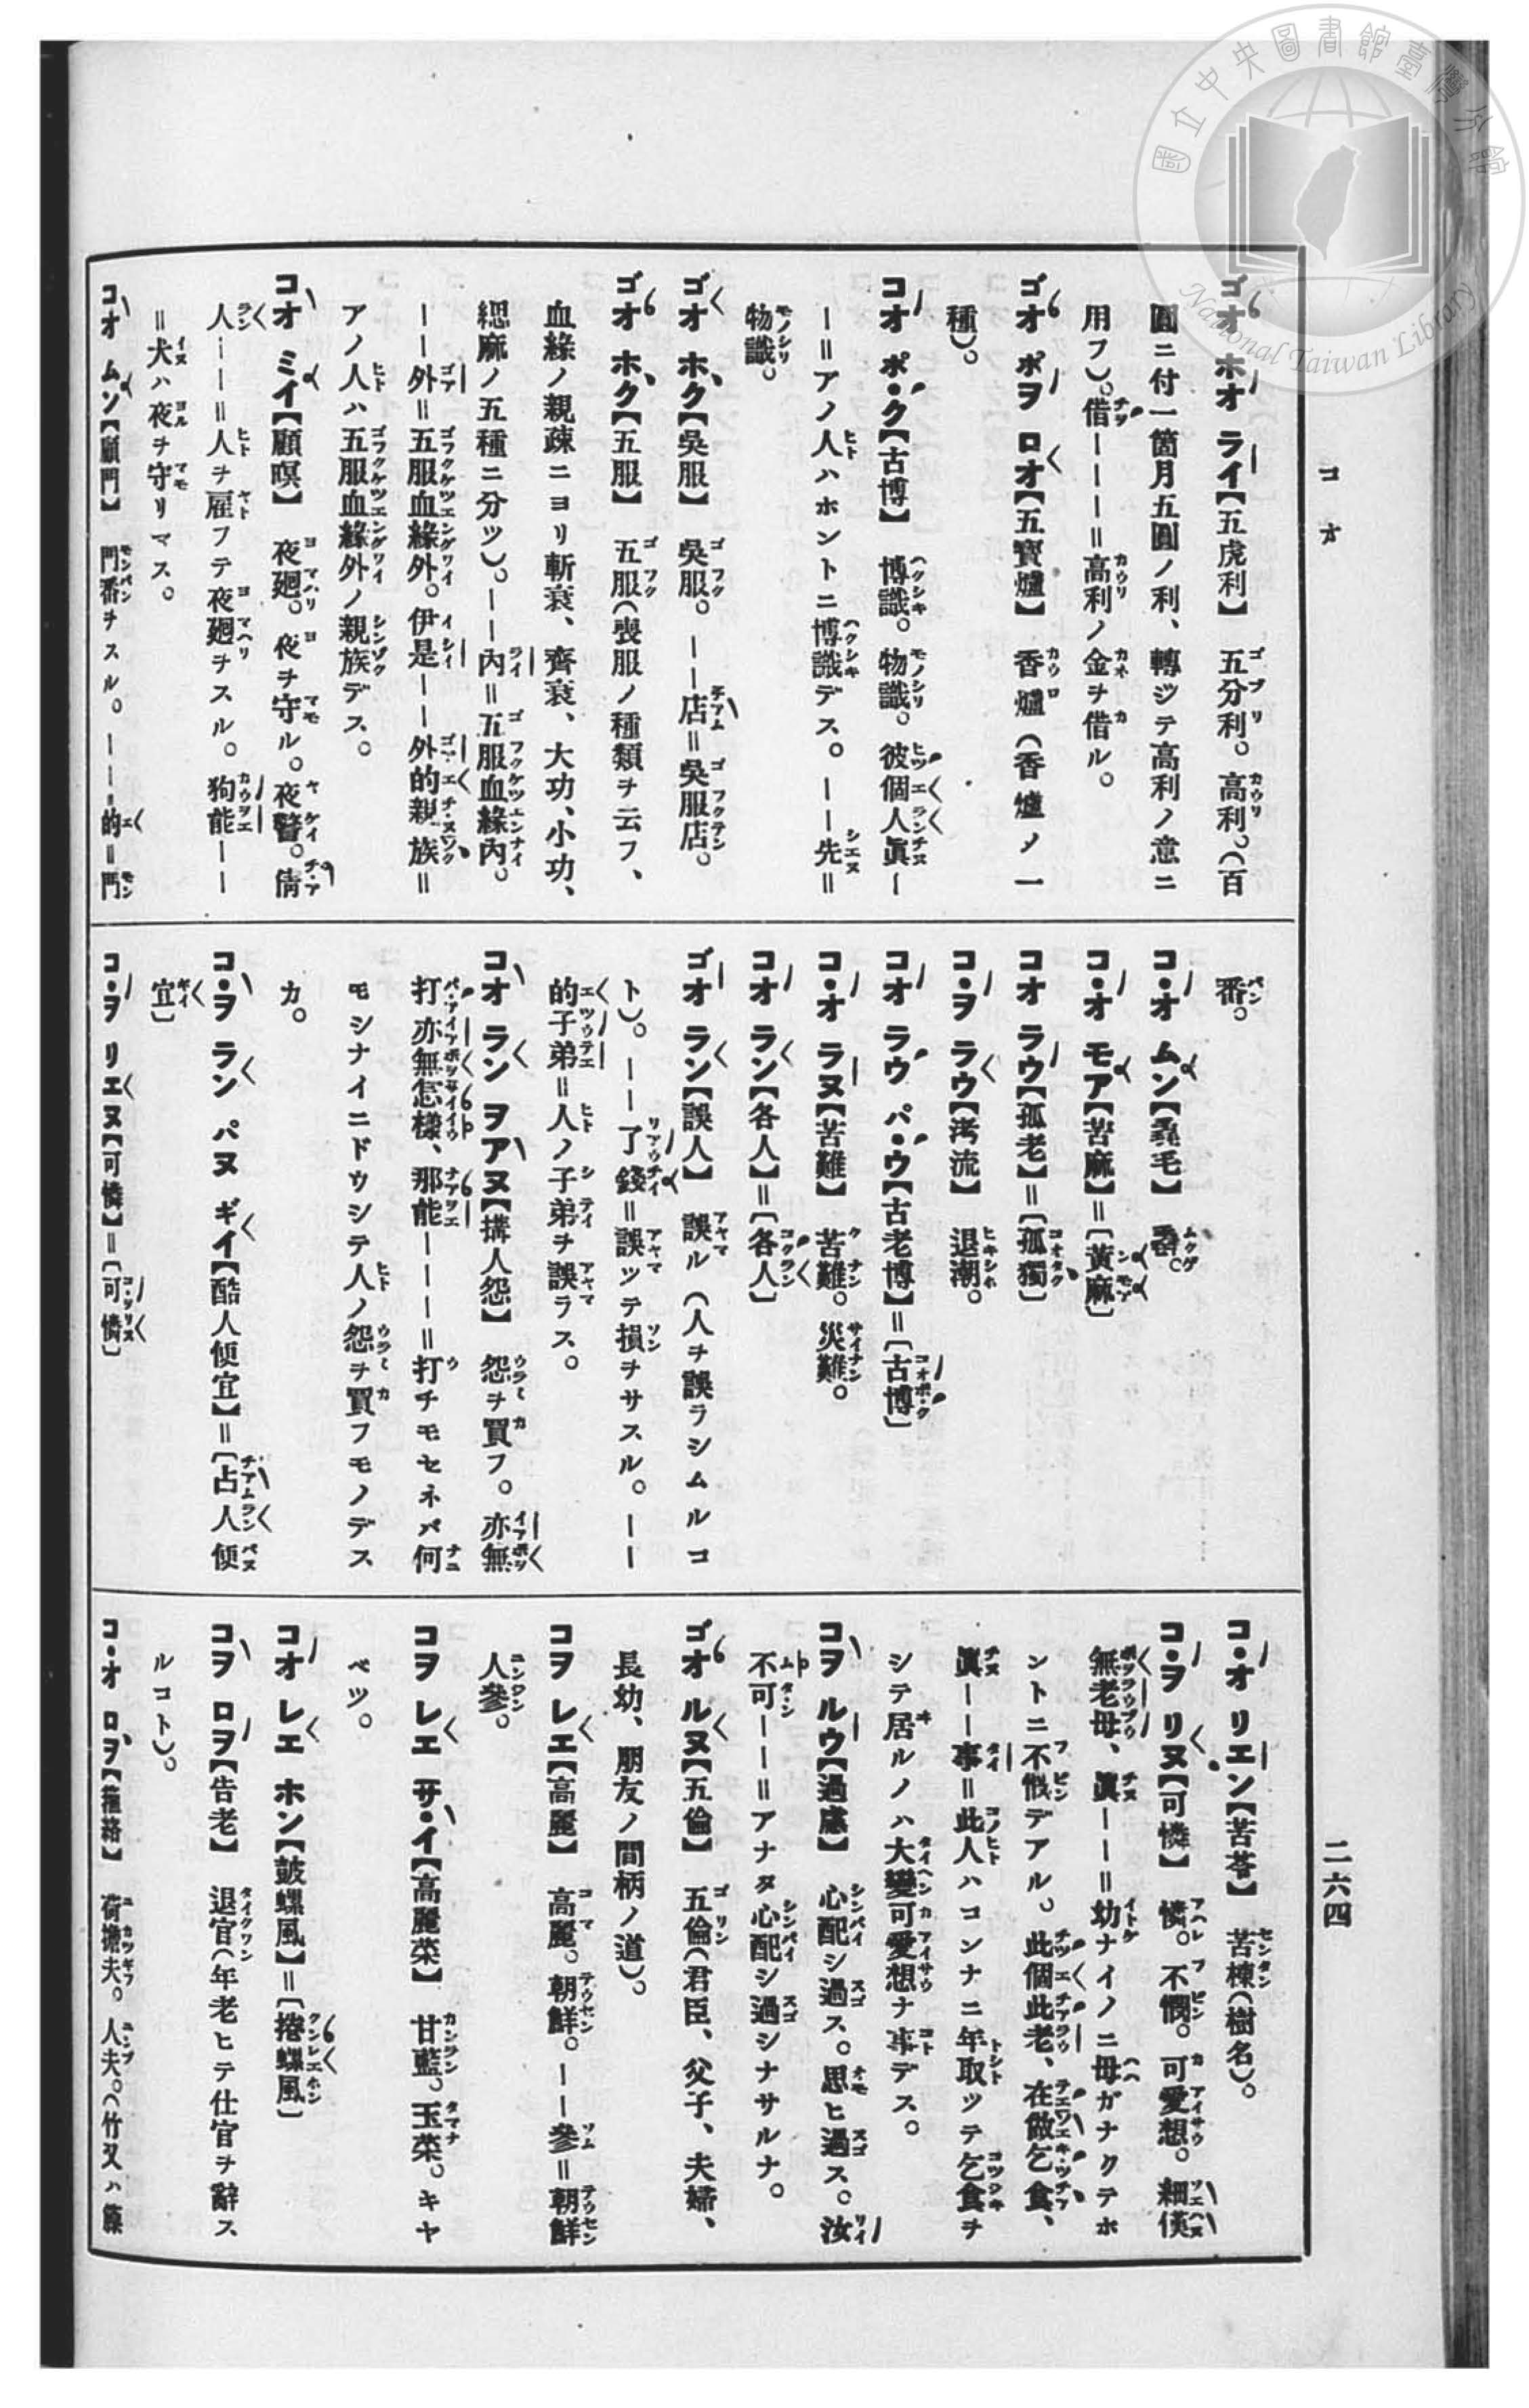 國立中央圖書館臺灣分館
National Taiwan Library
コオ
二六四
ゴオ ホオ ライ【五虎利】 五分利。高利。(百
圓ニ付一箇月五圓ノ利、轉ジテ高利ノ意ニ
用フ)。借ーーー=高利ノ金ヲ借ル。
ゴオ ポヲ ロオ【五寶爐】 香爐(香爐ノ一
種)。
コオ ポ・ク【古博】 博識。物識。彼個人眞ー
ー=アノ人ハホントニ博識デス。ーー先=
物識。
ゴオ ホク【吳服】 吳服。ーー店=吳服店。
ゴオ ホク【五服】 五服(喪服ノ種類ヲ云フ、
血緣ノ親疎ニヨリ斬衰、齊衰、大功、小功、
緦麻ノ五種ニ分ツ)。ーー內=五服血緣內。
ーー外=五服血緣外。伊是ーー外的親族=
アノ人ハ五服血緣外ノ親族デス。
コオ ミイ【顧暝】 夜廻。夜ヲ守ル。夜警。倩
人ーー=人ヲ雇フテ夜廻ヲスル。狗能ーー
=犬ハ夜ヲ守リマス。
コオ ムン【顧門】 門番ヲスル。ーー・的=門
番。
コ・オ ムン【毳毛】 毳。
コ・オ モア【苦麻】=〔黃麻〕
コオ ラウ【孤老】=〔孤獨〕
コ・ヲ ラウ【洘流】 退潮。
コオ ラウ パ・ウ【古老博】=〔古博〕
コ・オ ラヌ【苦難】 苦難。災難。
コオ ラン【各人】=〔各人〕
ゴオ ラン【誤人】 誤ル(人ヲ誤ラシムルコ
ト)。ーー了錢=誤ツテ損ヲサスル。ーー
的子弟=人ノ子弟ヲ誤ラス。
コオ ラン ヲアヌ【搆人怨】 怨ヲ買フ。亦無
打亦無怎樣、那能ーーー=打チモセネバ何
モシナイニドウシテ人ノ怨ヲ買フモノデス
カ。
コ・ヲ ラン パヌ ギイ【酷人便宜】=〔占人便
宜〕
コ・ヲ リエヌ【可憐】=〔可憐〕
コ・オ リエン【苦苓】 苦楝(樹名)。
コ・ヲ リヌ【可憐】 憐。不憫。可愛想。細漢
無老母、眞ーー=幼ナイノニ母ガナクテホ
ントニ不憫デアル。此個此老、在做乞食、
眞ーー事=此人ハコンナニ年取ツテ乞食ヲ
シテ居ルノハ大變可愛想ナ事デス。
コヲ ルウ【過慮】 心配シ過ス。思ヒ過ス。汝
不可ーー=アナタ心配シ過シナサルナ。
ゴオ ルヌ【五倫】 五倫(君臣、父子、夫婦、
長幼、朋友ノ間柄ノ道)。
コヲ レエ【高麗】 高麗。朝鮮。ーー參=朝鮮
人參。
コヲ レエ サ・イ【高麗菜】 甘藍。玉菜。キヤ
ベツ。
コオ レエ ホン【鼓螺風】=〔捲螺風〕
コヲ ロヲ【告老】 退官(年老ヒテ仕官ヲ辭ス
ルコト)。
コ・オ ロヲ【箍絡】 荷擔夫。人夫。(竹又ハ籐